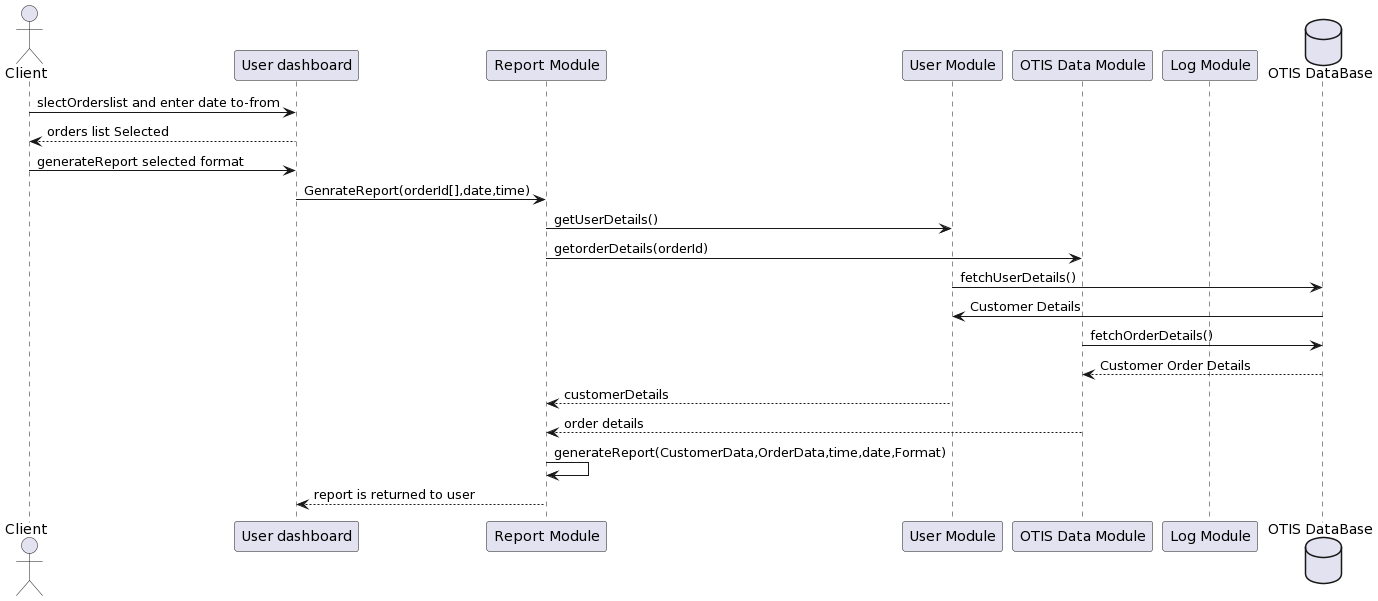 Client
User dashboard
Report Module
User Module
OTIS Data Module
Log Module
OTIS DataBase
slectOrderslist and enter date to-from
orders list Selected
generateReport selected format
GenrateReport(orderId[],date,time)
getUserDetails()
getorderDetails(orderId)
fetchUserDetails()
Customer Details
fetchOrderDetails()
Customer Order Details
customerDetails
order details
generateReport(CustomerData,OrderData,time,date,Format)
report is returned to user
Client
User dashboard
Report Module
User Module
OTIS Data Module
Log Module
OTIS DataBase